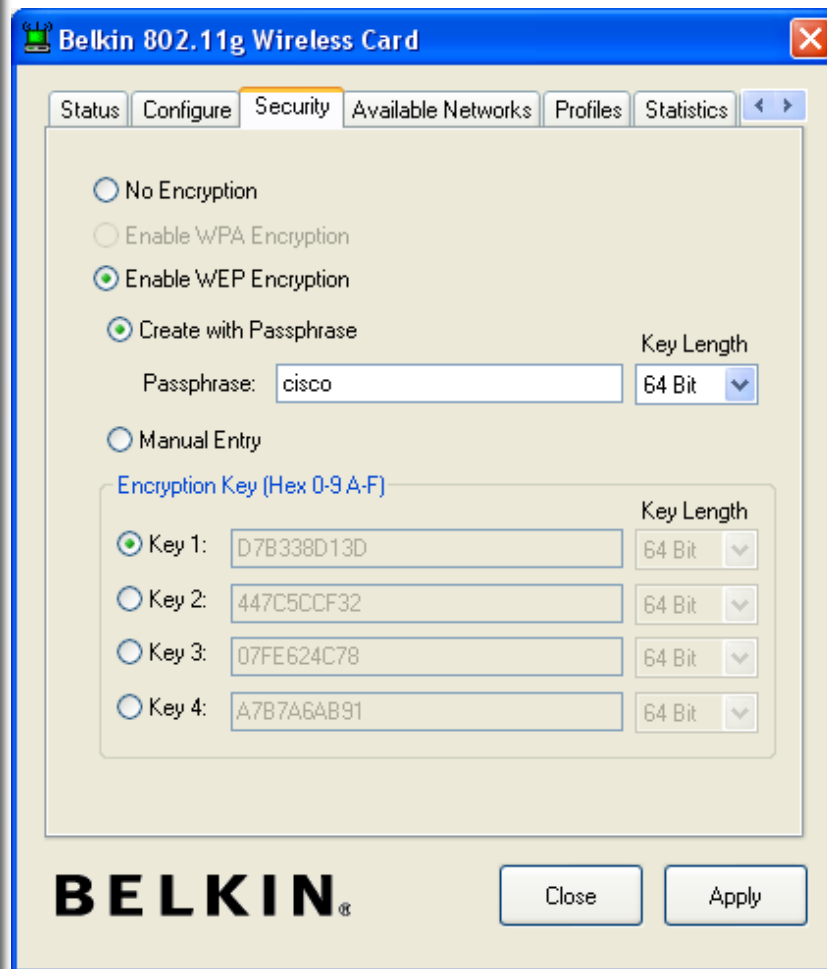 Belkin 802.11g Wireless Card
Status Configure Security Available Networks Profiles Statistics
No Encryption
Enable WPA Encryption
Enable WEP Encryption
Create with Passphrase
Key Length
Passphrase: cisco 64 Bit
Manual Entry
Encryption Key (Hex 0-9 A-F)
Key Length
Key 1: D7B338D13D 64 Bit
Key 2: 447C5CCF32 64 Bit
Key 3: 07FE624C78 64 Bit
Key 4: A7B7A6AB91 64 Bit
BELKIN® Close Apply